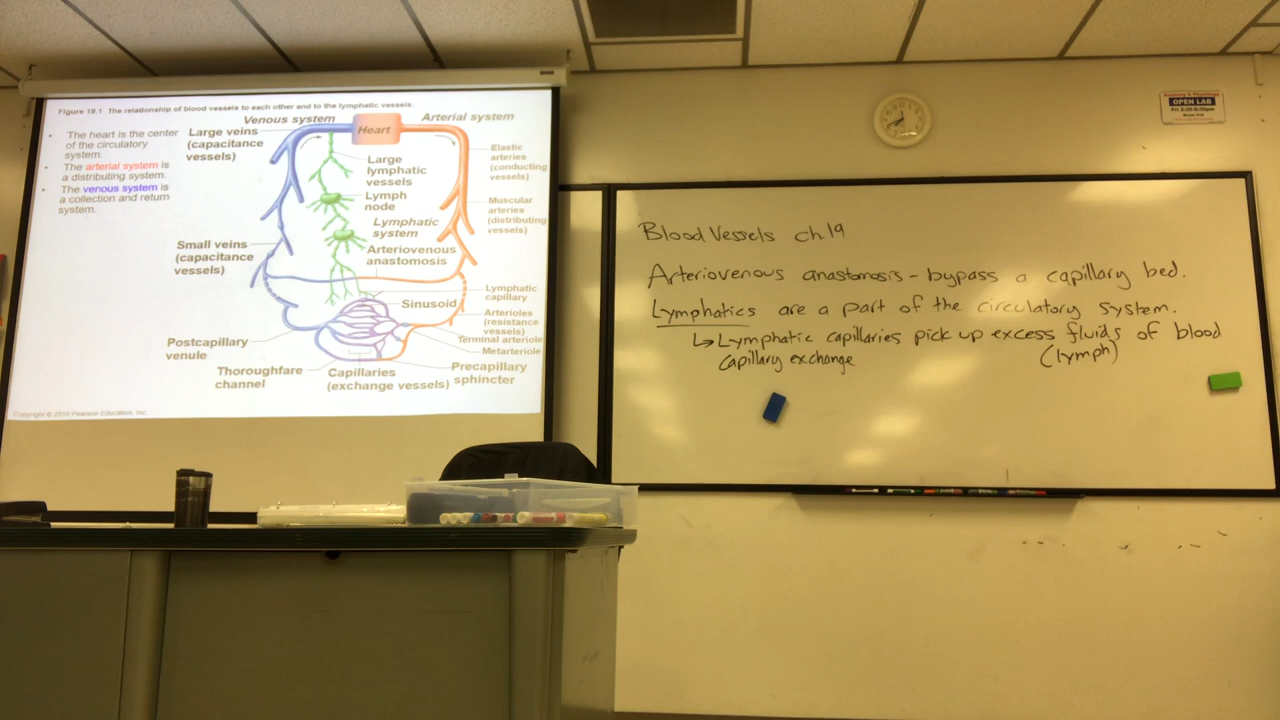 Figure 19.1 The relationship of blood vessels to each other and to the lymphatic vessels.
• The heart is the center
of the circulatory
system.
• The arterial system is
a distributing system.
• The venous system is
a collection and return
system.
Venous system
Arterial system
Heart
Large veins
(capacitance
vessels)
Large
lymphatic
vessels
Lymph
node
Lymphatic
system
Arteriovenous
anastomosis
Elastic
arteries
(conducting
vessels)
Muscular
arteries
(distributing
vessels)
Small veins
(capacitance
vessels)
Lymphatic
capillary
Sinusoid
Arterioles
(resistance
vessels)
Terminal arteriole
Metarteriole
Postcapillary
venule
Thoroughfare
channel
Capillaries
(exchange vessels)
Precapillary
sphincter
Copyright © 2010 Pearson Education, Inc.
Blood Vessels ch.19
Arteriovenous anastomosis - bypass a capillary bed.
Lymphatics are a part of the circulatory system.
↳ Lymphatic capillaries pick up excess fluids of blood
capillary exchange (lymph)
Anatomy & Physiology
OPEN LAB